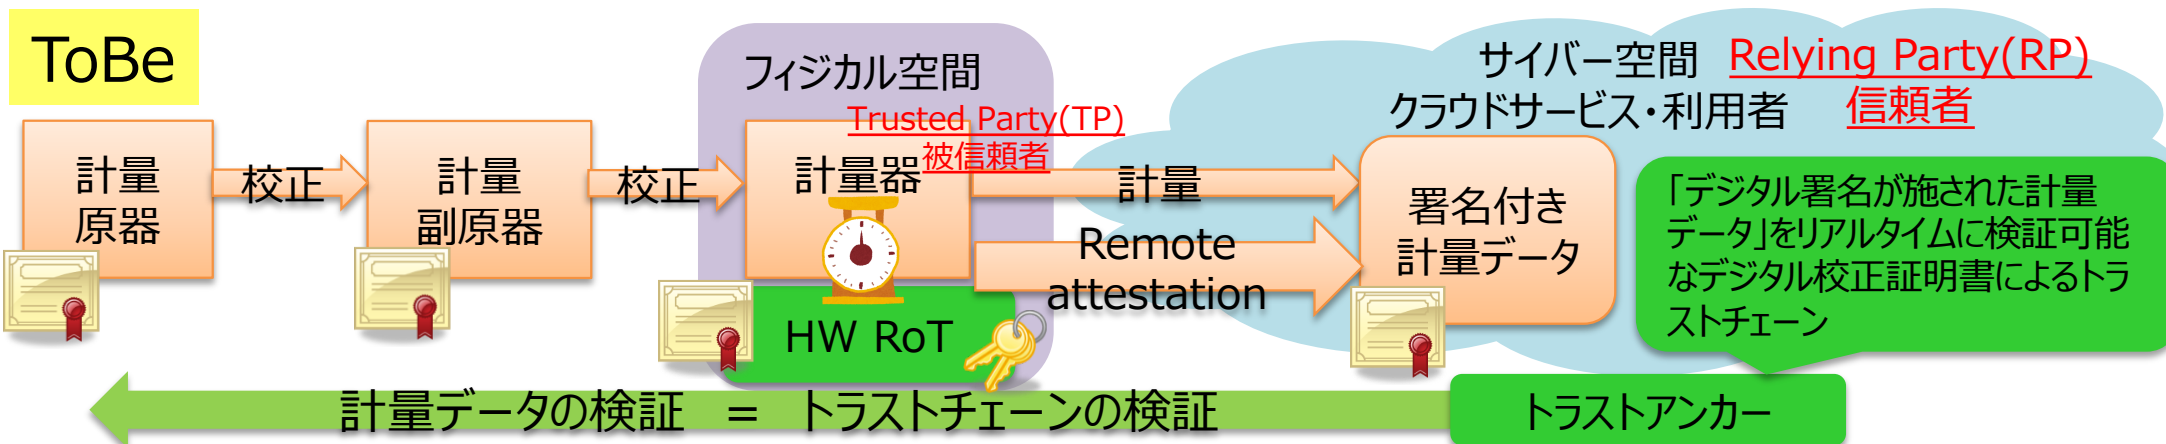 ToBe
フィジカル空間
サイバー空間
Relying Party(RP)
クラウドサービス・利用者
信頼者
Trusted Party(TP)
被信頼者
計量
原器
校正
計量
副原器
校正
計量器
計量
Remote
attestation
署名付き
計量データ
「デジタル署名が施された計量
データ」をリアルタイムに検証可能
なデジタル校正証明書によるトラ
ストチェーン
HW RoT
計量データの検証 = トラストチェーンの検証
トラストアンカー